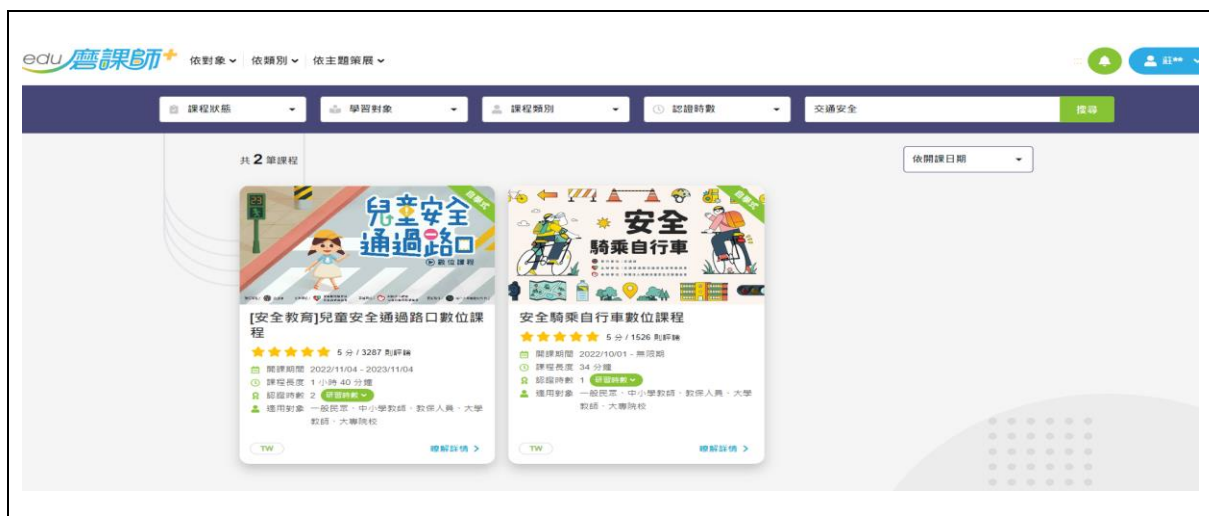 edu磨課師+
依對象 依類別 依主題策展
莊**
課程狀態 學習對象 課程類別 認證時數 交通安全 搜尋
共 2 筆課程
依開課日期
自學式
兒童安全
通過路口
數位課程
[安全教育]兒童安全通過路口數位課
程
5 分 / 3287 則評論
開課期間 2022/11/04 - 2023/11/04
課程長度 1 小時 40 分鐘
認證時數 2 研習時數
適用對象 一般民眾、中小學教師、教保人員、大學
教師、大專院校
TW 瞭解詳情 >
自學式
安全
騎乘自行車
安全騎乘自行車數位課程
5 分 / 1526 則評論
開課期間 2022/10/01 - 無限期
課程長度 34 分鐘
認證時數 1 研習時數
適用對象 一般民眾、中小學教師、教保人員、大學
教師、大專院校
TW 瞭解詳情 >